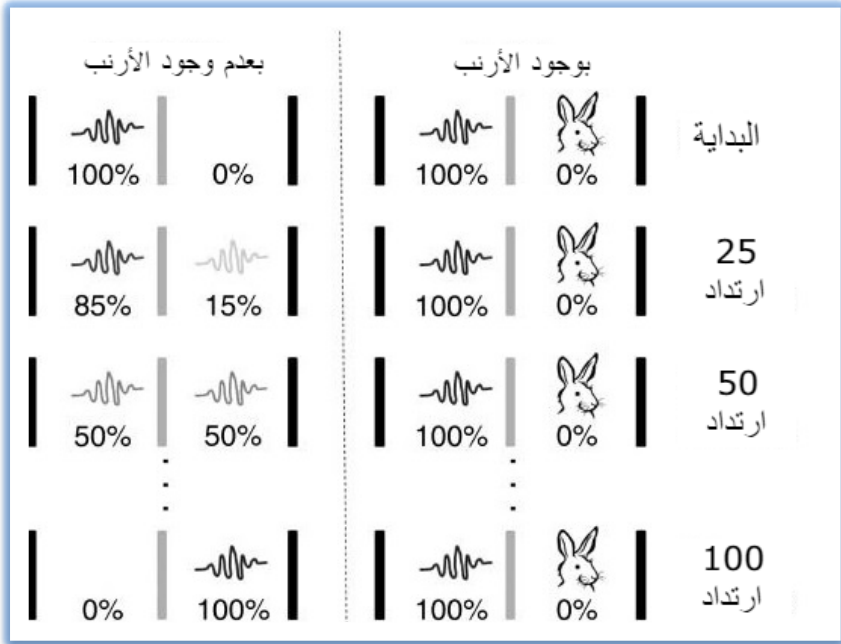 بوجود الأرنب
بعدم وجود الأرنب
البداية
0% 100% 0% 100%
25
ارتداد
0% 100% 15% 85%
50
ارتداد
0% 100% 50% 50%
100
ارتداد
0% 100% 100% 0%